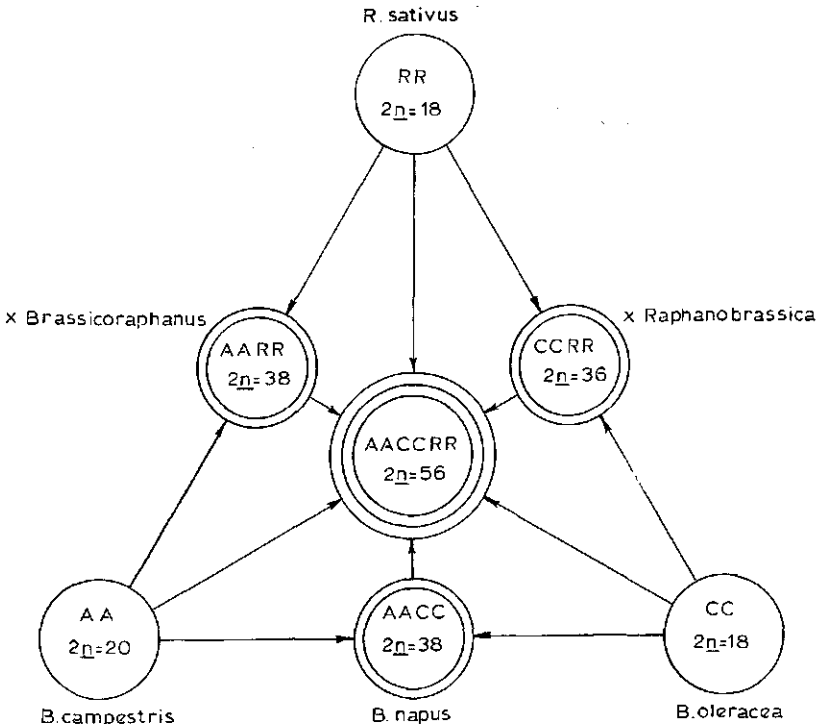 R. sativus
RR
2n=18
x Brassicoraphanus
x Raphanobrassica
AARR
2n=38
CCRR
2n=36
AACCRR
2n=56
AA
2n=20
AACC
2n=38
CC
2n=18
B.campestris
B. napus
B.oleracea